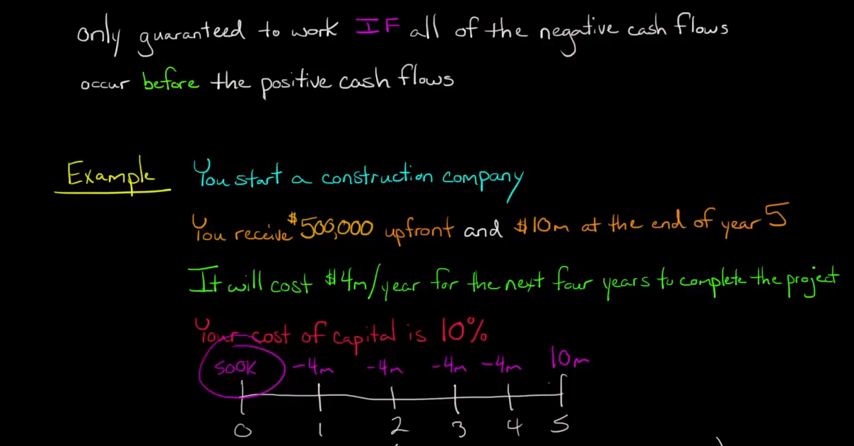 only guaranteed to work IF all of the negative cash flows
occur before the positive cash flows
Example
You start a construction company
You receive $500,000 upfront and $10m at the end of year 5
It will cost $4m/year for the next four years to complete the project
Your cost of capital is 10%
500K -4m -4m -4m -4m 10m
0 1 2 3 4 5